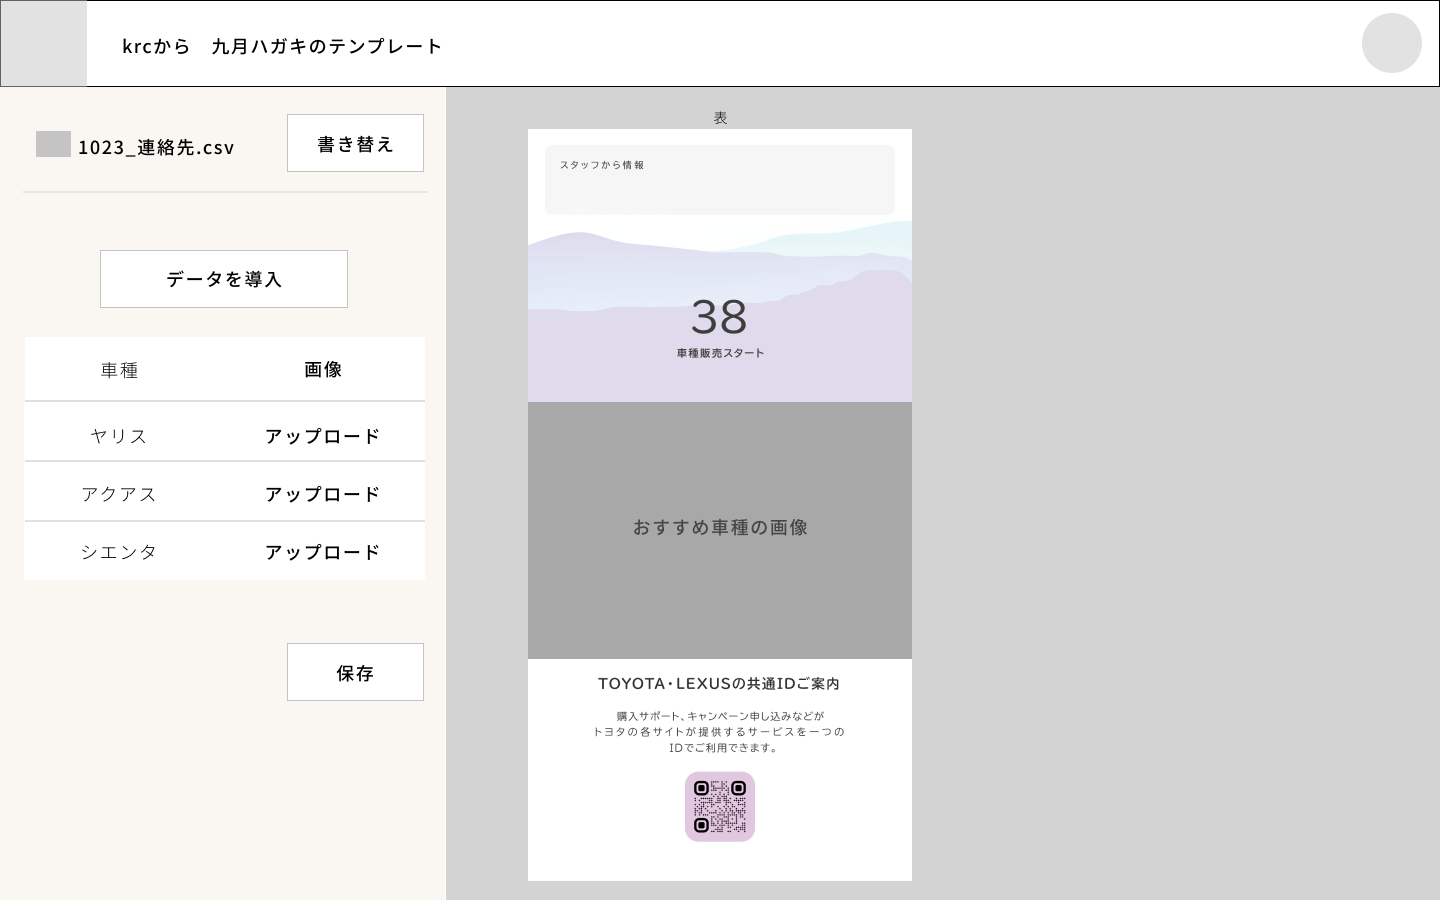 krcから　九月ハガキのテンプレート
1023_連絡先.csv
書き替え
データを導入
車種
画像
ヤリス
アップロード
アクアス
アップロード
シエンタ
アップロード
保存
表
スタッフから情報
38
車種販売スタート
おすすめ車種の画像
TOYOTA・LEXUSの共通IDご案内
購入サポート、キャンペーン申し込みなどが
トヨタの各サイトが提供するサービスを一つの
IDでご利用できます。